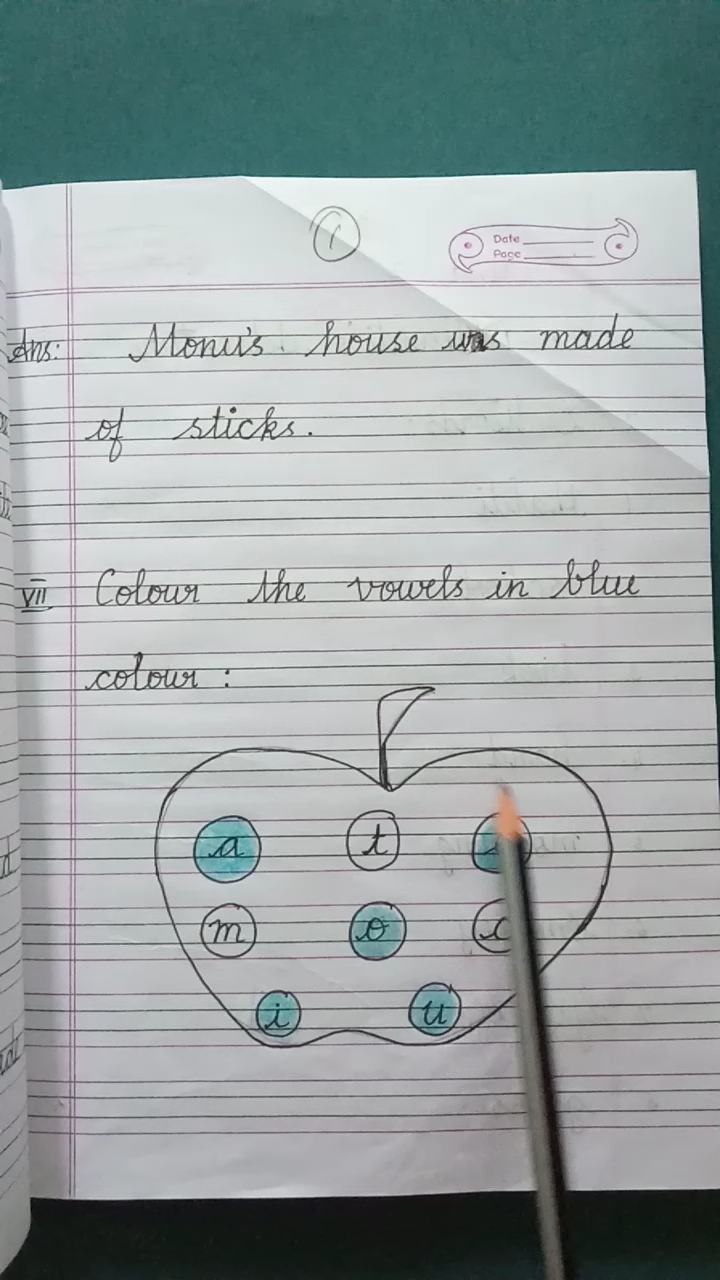 1
Date
Page
Ans: Monu's house was made
of sticks.
VII Colour the vowels in blue
colour :
a t
m o c
i u